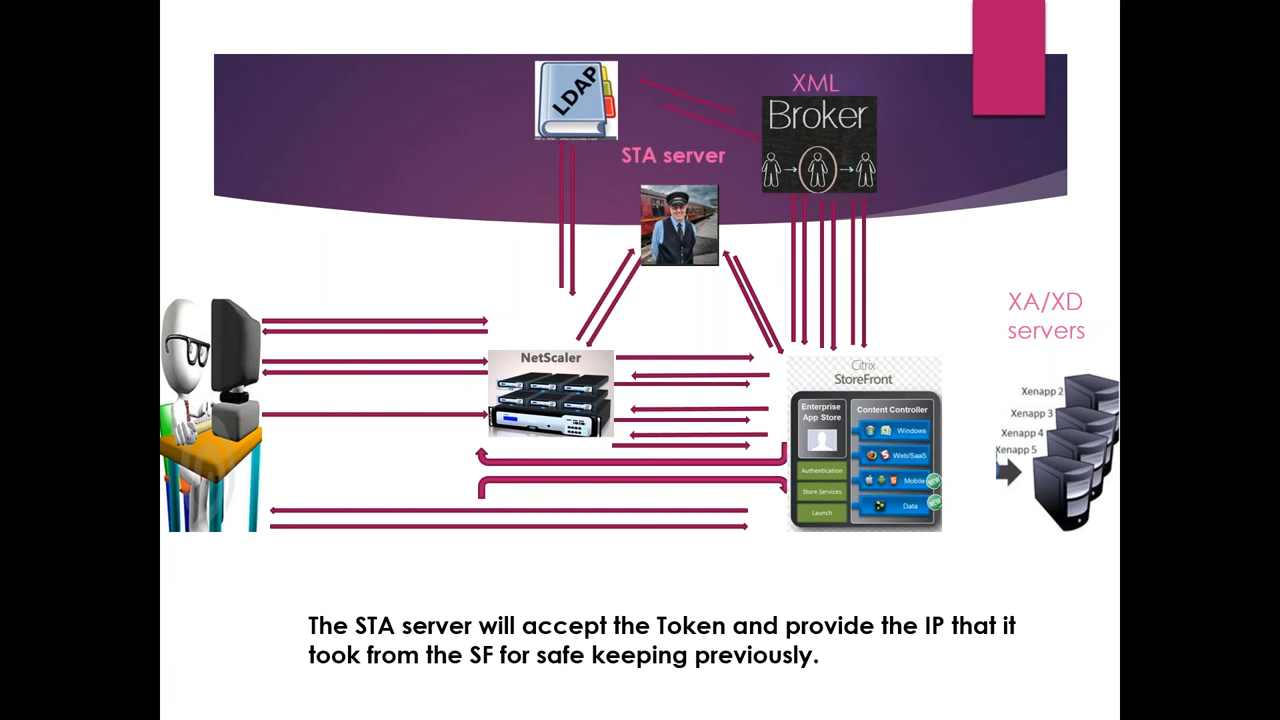 LDAP
XML
Broker
STA server
XA/XD
servers
NetScaler
Citrix
StoreFront
Enterprise
App Store
Content Controller
Windows
Web/SaaS
Authentication
Mobile
NEW
Store Services
Data
NEW
Launch
Xenapp 2
Xenapp 3
Xenapp 4
Xenapp 5
The STA server will accept the Token and provide the IP that it
took from the SF for safe keeping previously.